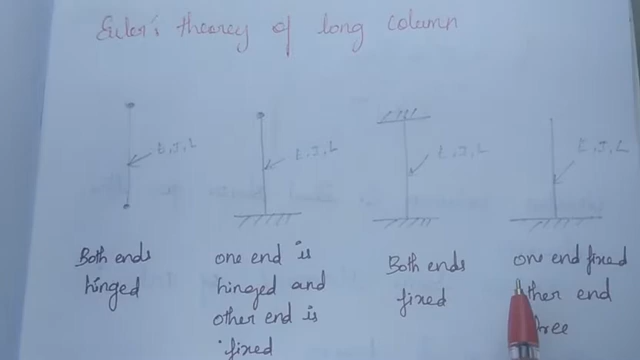 Euler's theory of long column
E, I, L
E, I, L
E, I, L
E, I, L
Both ends
hinged
one end is
hinged and
other end is
fixed
Both ends
fixed
one end fixed
other end
free